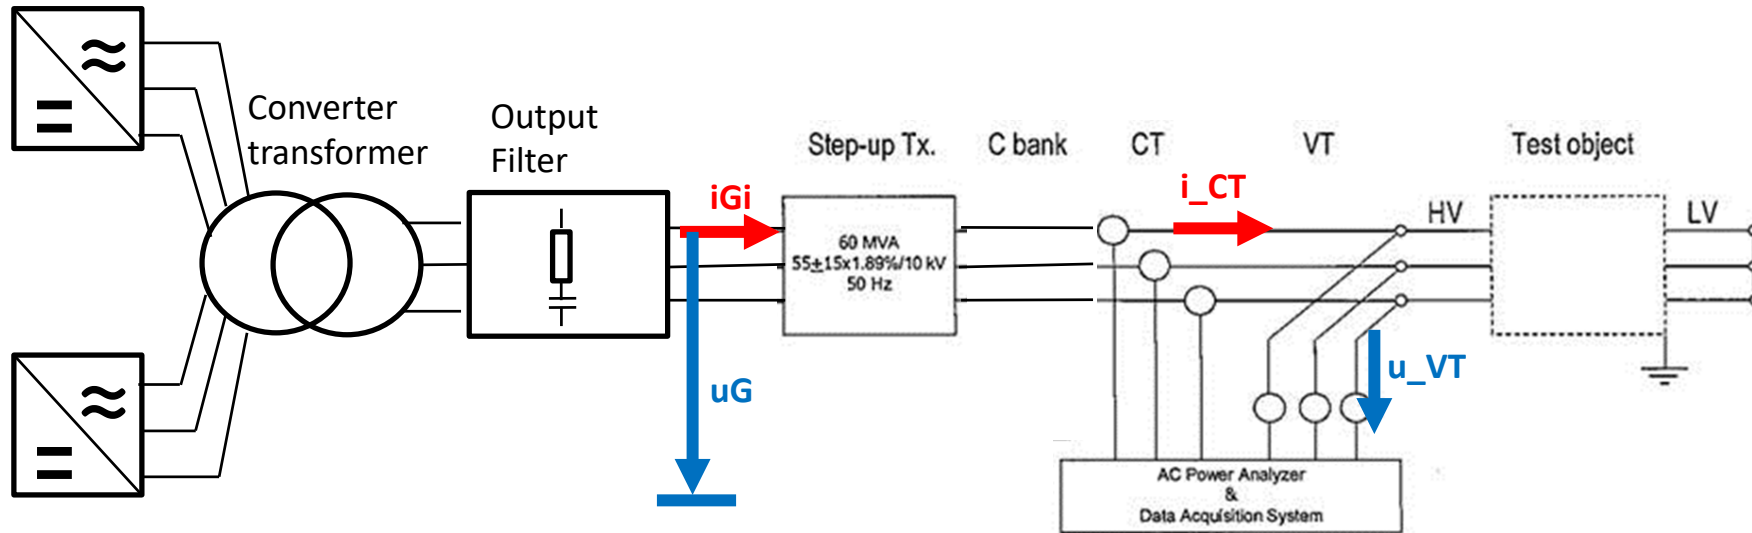 Converter
transformer
Output
Filter
iGi
uG
Step-up Tx.
60 MVA
55±15x1.89%/10 kV
50 Hz
C bank
CT
i_CT
VT
u_VT
HV
Test object
LV
AC Power Analyzer
&
Data Acquisition System